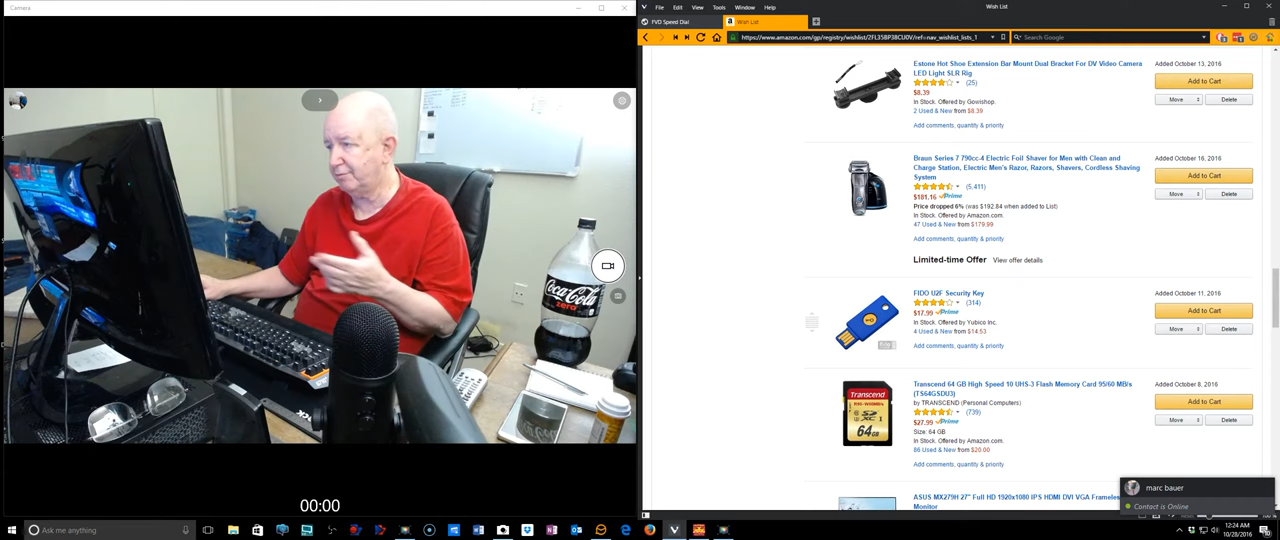 Camera
00:00
Coca-Cola
zero
File Edit View Tools Window Help
Wish List
FVD Speed Dial
Wish List
https://www.amazon.com/gp/registry/wishlist/2FL35BP38CU0V/ref=nav_wishlist_lists_1
Search Google
Estone Hot Shoe Extension Bar Mount Dual Bracket For DV Video Camera
LED Light SLR Rig
(25)
$8.39
In Stock. Offered by Gowishop.
2 Used & New from $8.39
Add comments, quantity & priority
Added October 13, 2016
Add to Cart
Move
Delete
Braun Series 7 790cc-4 Electric Foil Shaver for Men with Clean and
Charge Station, Electric Men's Razor, Razors, Shavers, Cordless Shaving
System
(5,411)
$181.16 Prime
Price dropped 6% (was $192.84 when added to List)
In Stock. Offered by Amazon.com.
47 Used & New from $179.99
Add comments, quantity & priority
Limited-time Offer View offer details
Added October 16, 2016
Add to Cart
Move
Delete
FIDO U2F Security Key
(314)
$17.99 Prime
In Stock. Offered by Yubico Inc.
4 Used & New from $14.53
Add comments, quantity & priority
Added October 11, 2016
Add to Cart
Move
Delete
Transcend
64GB
Transcend 64 GB High Speed 10 UHS-3 Flash Memory Card 95/60 MB/s
(TS64GSDU3)
by TRANSCEND (Personal Computers)
(739)
$27.99 Prime
Size: 64 GB
In Stock. Offered by Amazon.com.
86 Used & New from $20.00
Add comments, quantity & priority
Added October 8, 2016
Add to Cart
Move
Delete
ASUS MX279H 27" Full HD 1920x1080 IPS HDMI DVI VGA Frameless
Monitor
marc bauer
Contact is Online
Ask me anything
12:24 AM
10/28/2016